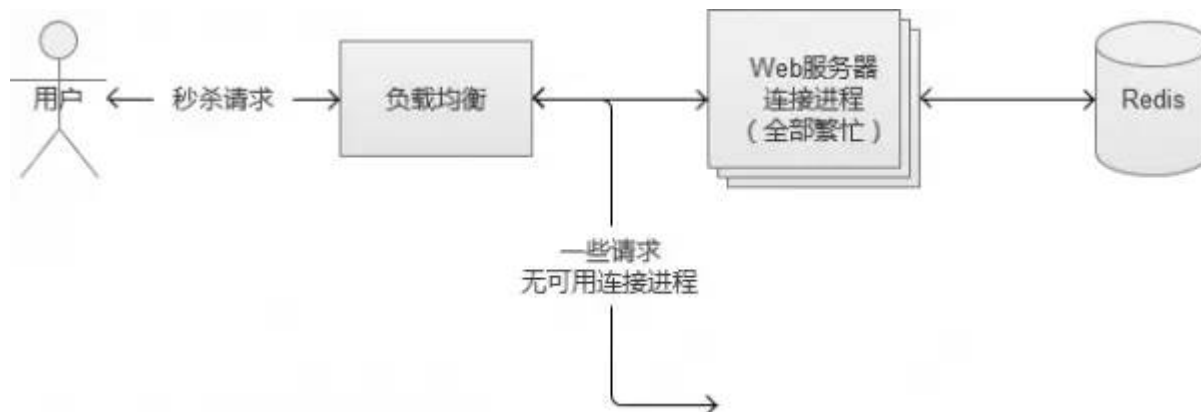 用户
秒杀请求
负载均衡
Web服务器
连接进程
（全部繁忙）
Redis
一些请求
无可用连接进程